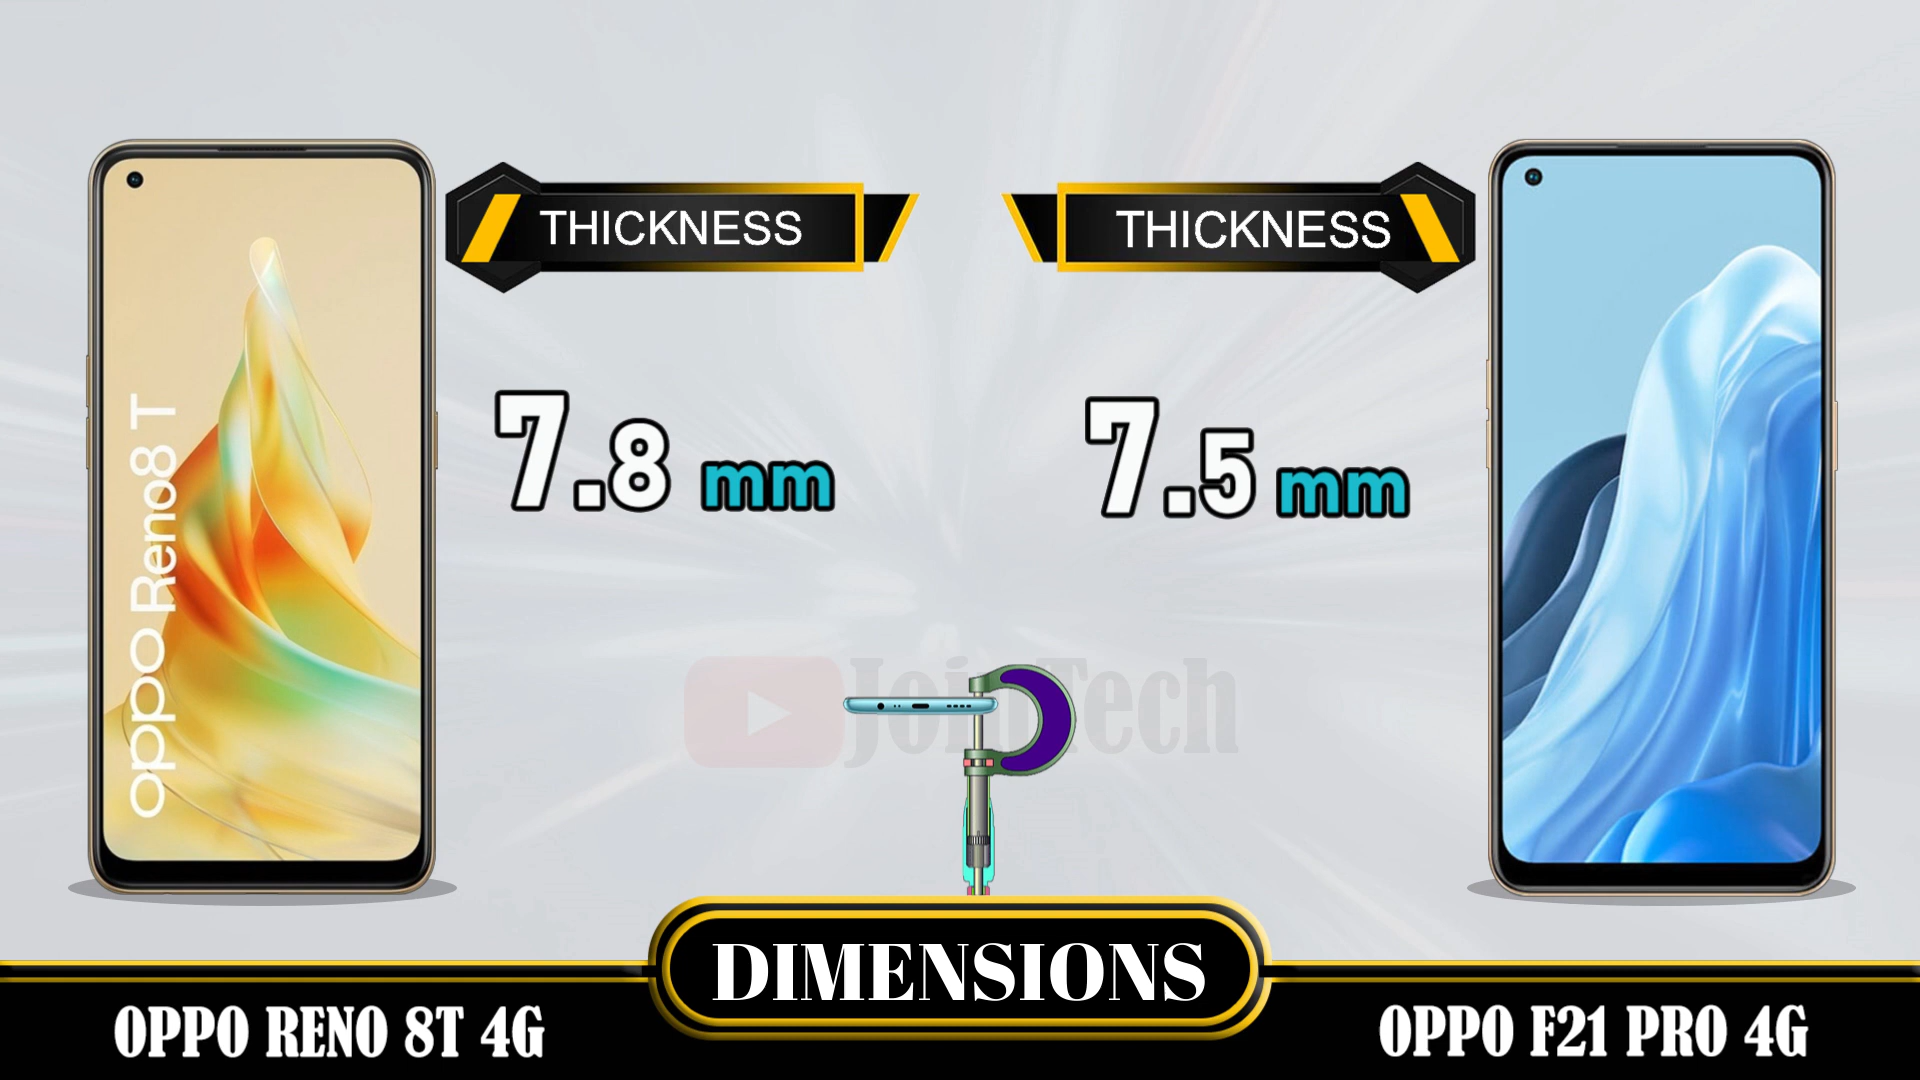 THICKNESS
THICKNESS
7.8 mm
7.5 mm
oppo Reno8 T
JoinTech
DIMENSIONS
OPPO RENO 8T 4G
OPPO F21 PRO 4G